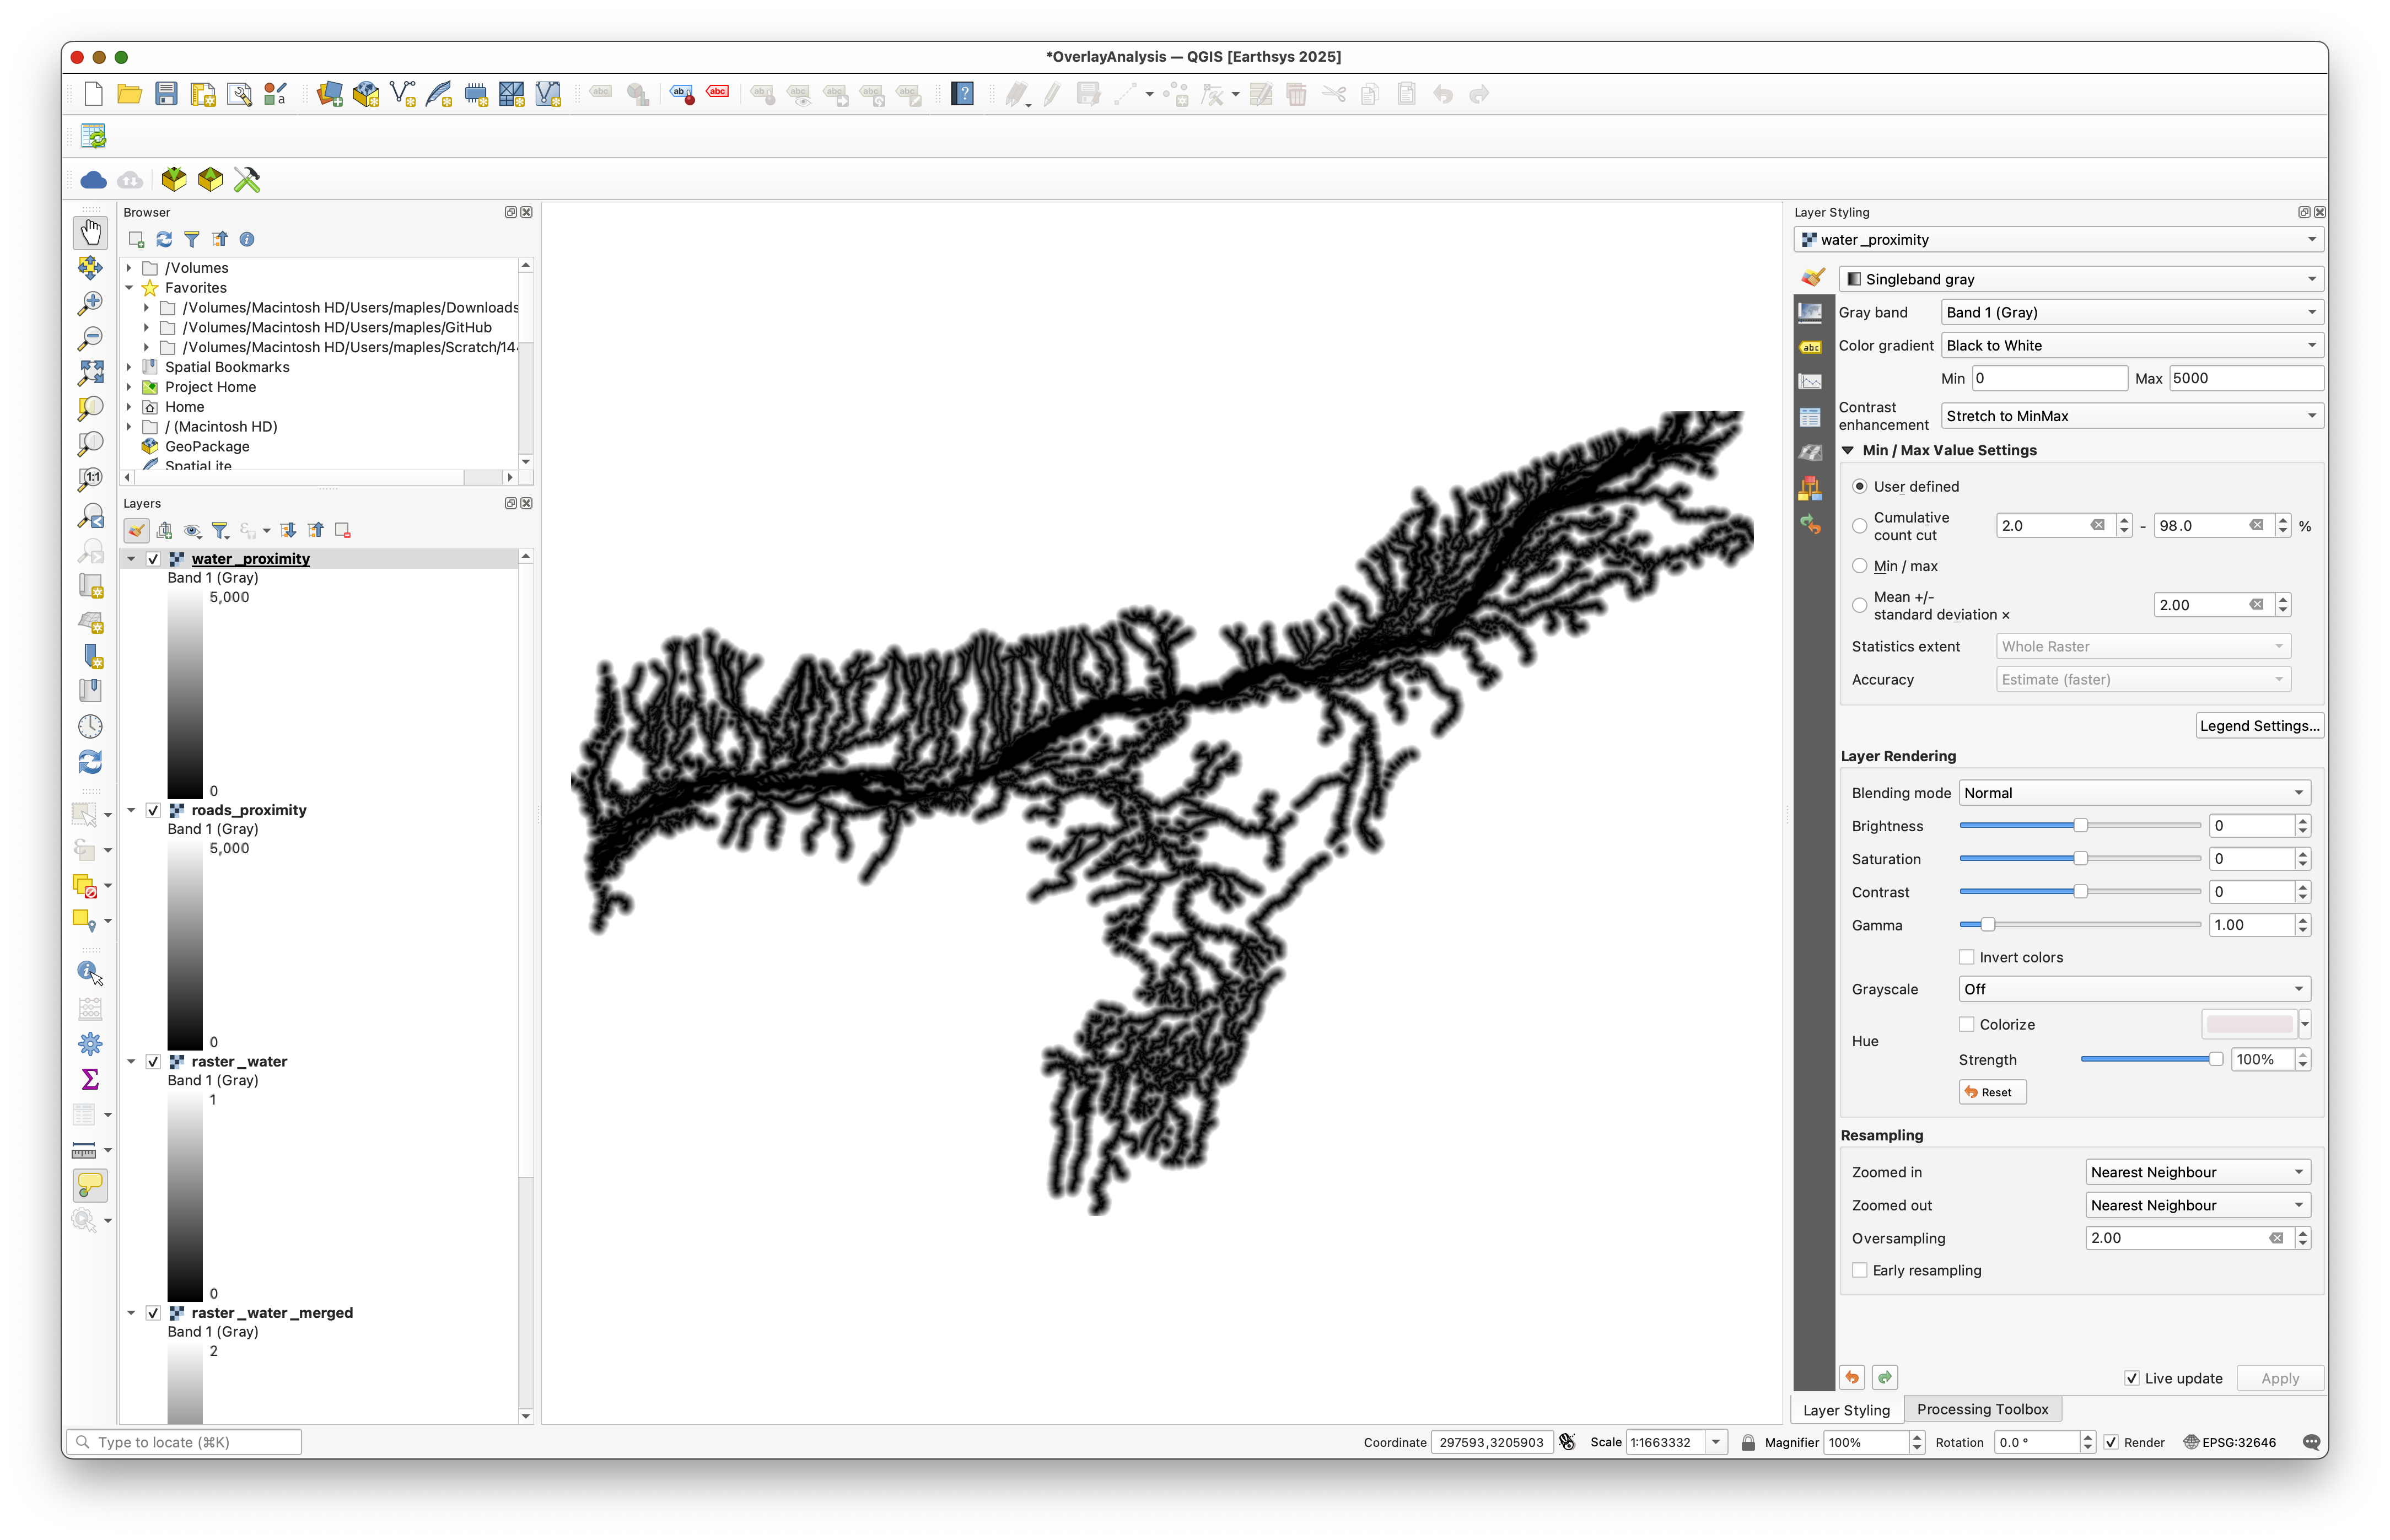 *OverlayAnalysis — QGIS [Earthsys 2025]
Browser
/Volumes
Favorites
/Volumes/Macintosh HD/Users/maples/Downloads
/Volumes/Macintosh HD/Users/maples/GitHub
/Volumes/Macintosh HD/Users/maples/Scratch/14
Spatial Bookmarks
Project Home
Home
/ (Macintosh HD)
GeoPackage
SpatiaLite
Layers
water_proximity
Band 1 (Gray)
5,000
0
roads_proximity
Band 1 (Gray)
5,000
0
raster_water
Band 1 (Gray)
1
0
raster_water_merged
Band 1 (Gray)
2
Layer Styling
water_proximity
Singleband gray
Gray band Band 1 (Gray)
Color gradient Black to White
Min 0 Max 5000
Contrast enhancement Stretch to MinMax
Min / Max Value Settings
User defined
Cumulative count cut 2.0 - 98.0 %
Min / max
Mean +/- standard deviation × 2.00
Statistics extent Whole Raster
Accuracy Estimate (faster)
Legend Settings...
Layer Rendering
Blending mode Normal
Brightness 0
Saturation 0
Contrast 0
Gamma 1.00
Invert colors
Grayscale Off
Hue Colorize
Strength 100%
Reset
Resampling
Zoomed in Nearest Neighbour
Zoomed out Nearest Neighbour
Oversampling 2.00
Early resampling
Live update Apply
Layer Styling Processing Toolbox
Type to locate (⌘K) Coordinate 297593,3205903 Scale 1:1663332 Magnifier 100% Rotation 0.0 ° Render EPSG:32646